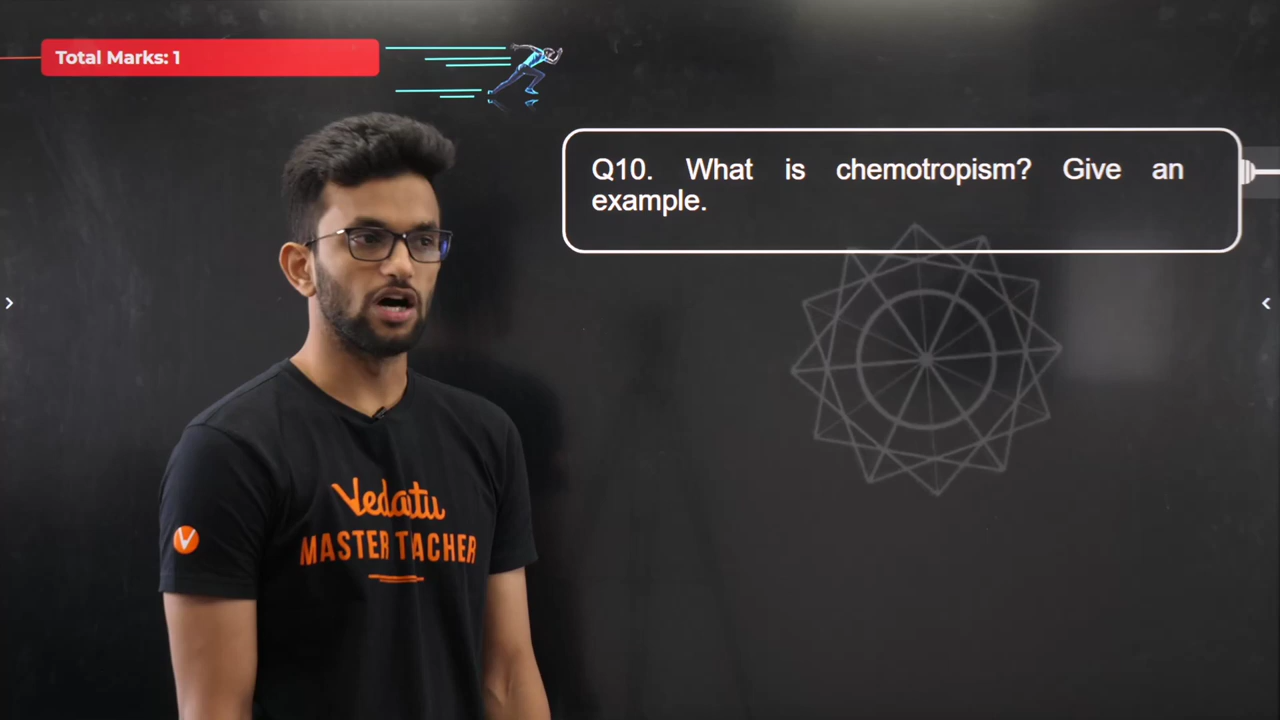 Total Marks: 1
Q10. What is chemotropism? Give an
example.
Vedantu
MASTER TEACHER
V